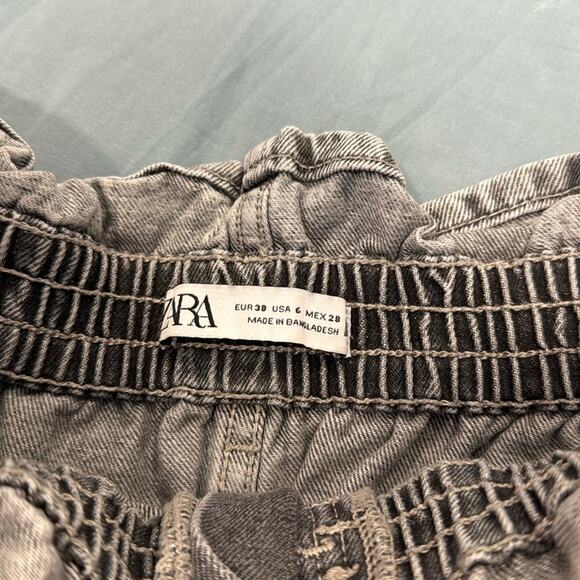 ZARA
EUR 38 USA 6 MEX 28
MADE IN BANGLADESH